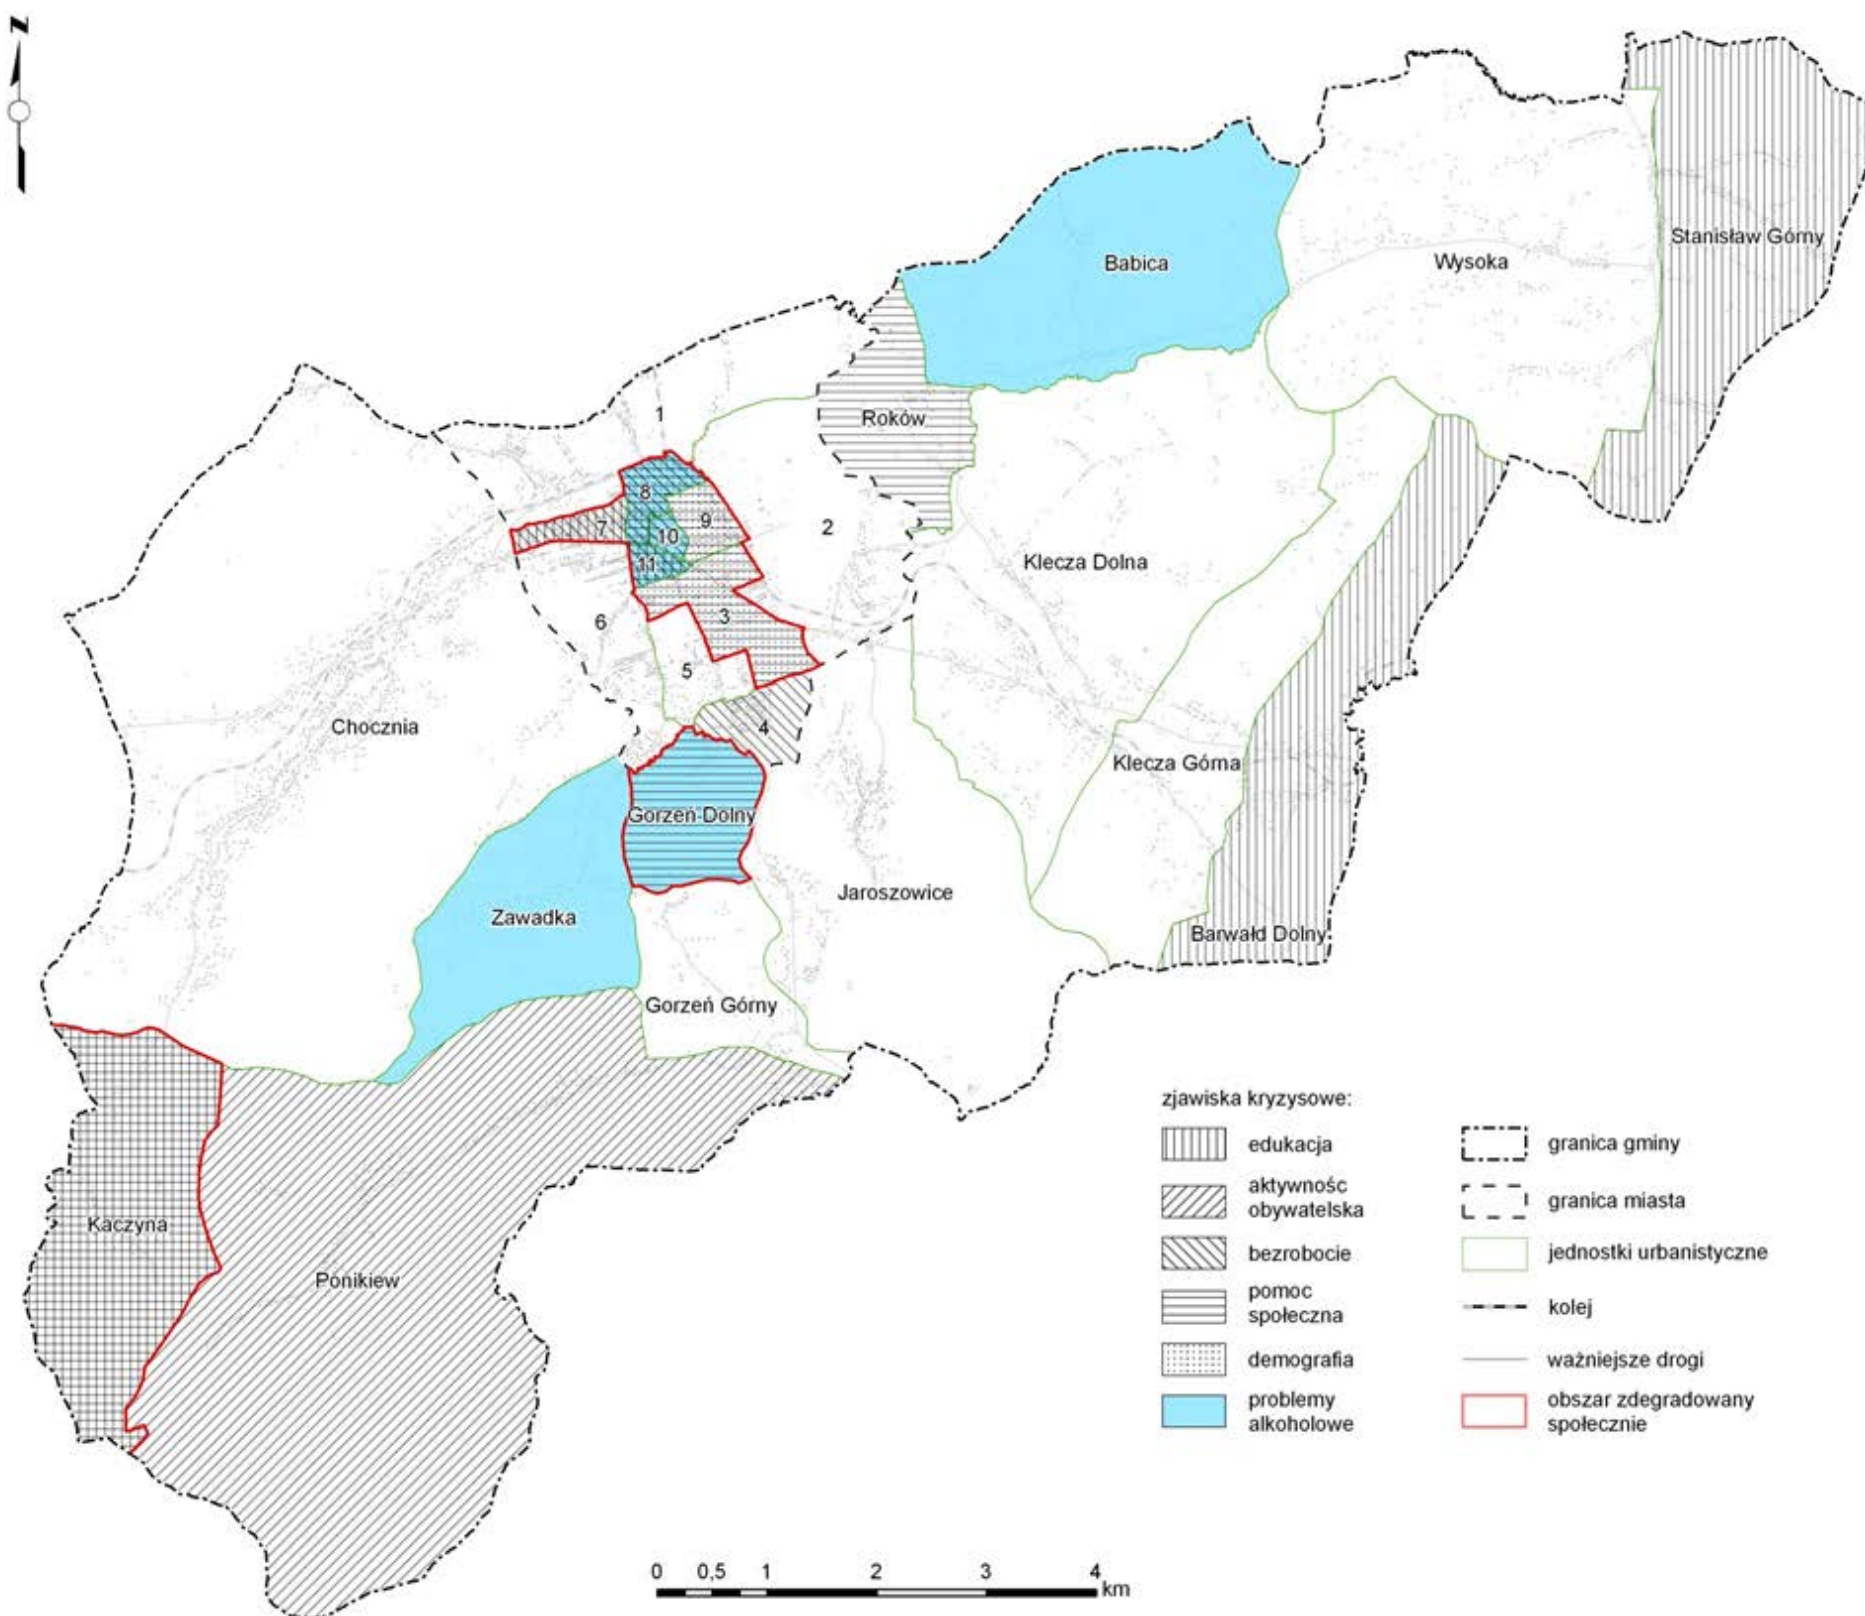 N
Stanisław Górny
Wysoka
Babica
Roków
1
2
8
7
9
10
11
3
6
5
4
Klecza Dolna
Klecza Górna
Chocznia
Gorzeń Dolny
Jaroszowice
Zawadka
Barwałd Dolny
Gorzeń Górny
Kaczyna
Ponikiew
zjawiska kryzysowe:
edukacja
aktywnośc
obywatelska
bezrobocie
pomoc
społeczna
demografia
problemy
alkoholowe
granica gminy
granica miasta
jednostki urbanistyczne
kolej
ważniejsze drogi
obszar zdegradowany
społecznie
0 0,5 1 2 3 4
km